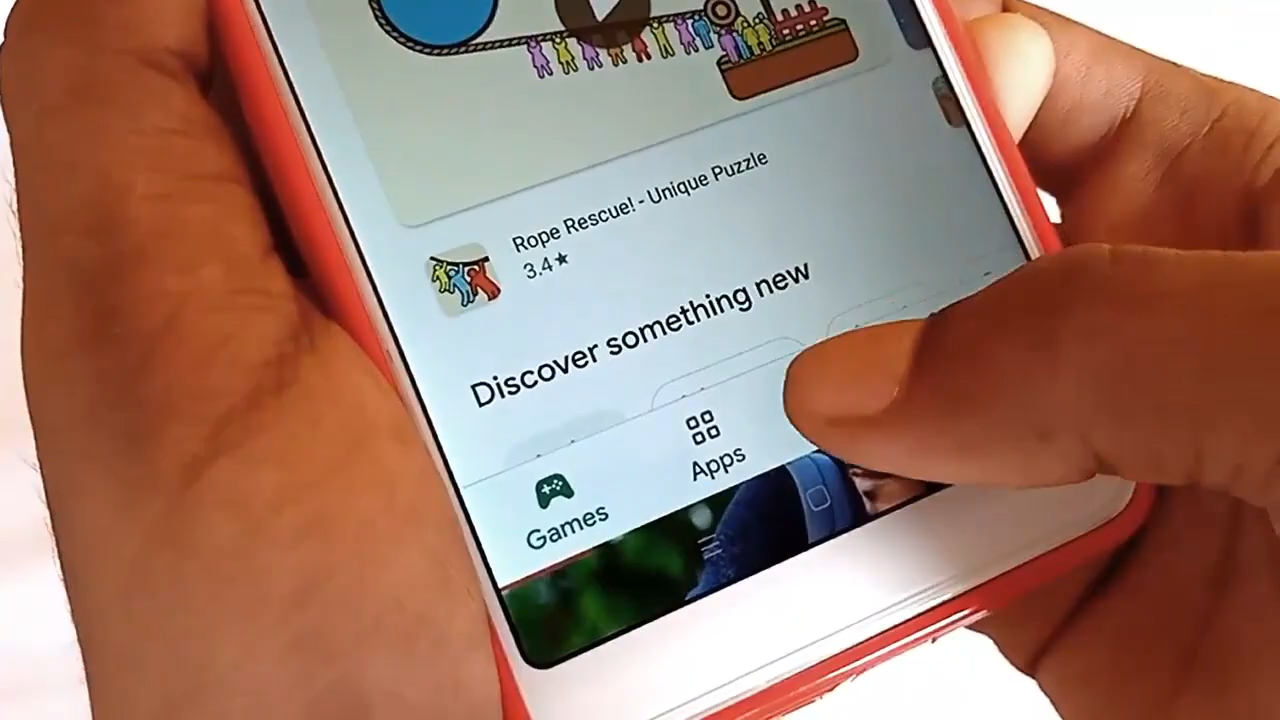 Rope Rescue! - Unique Puzzle
3.4★
Discover something new
Games
Apps